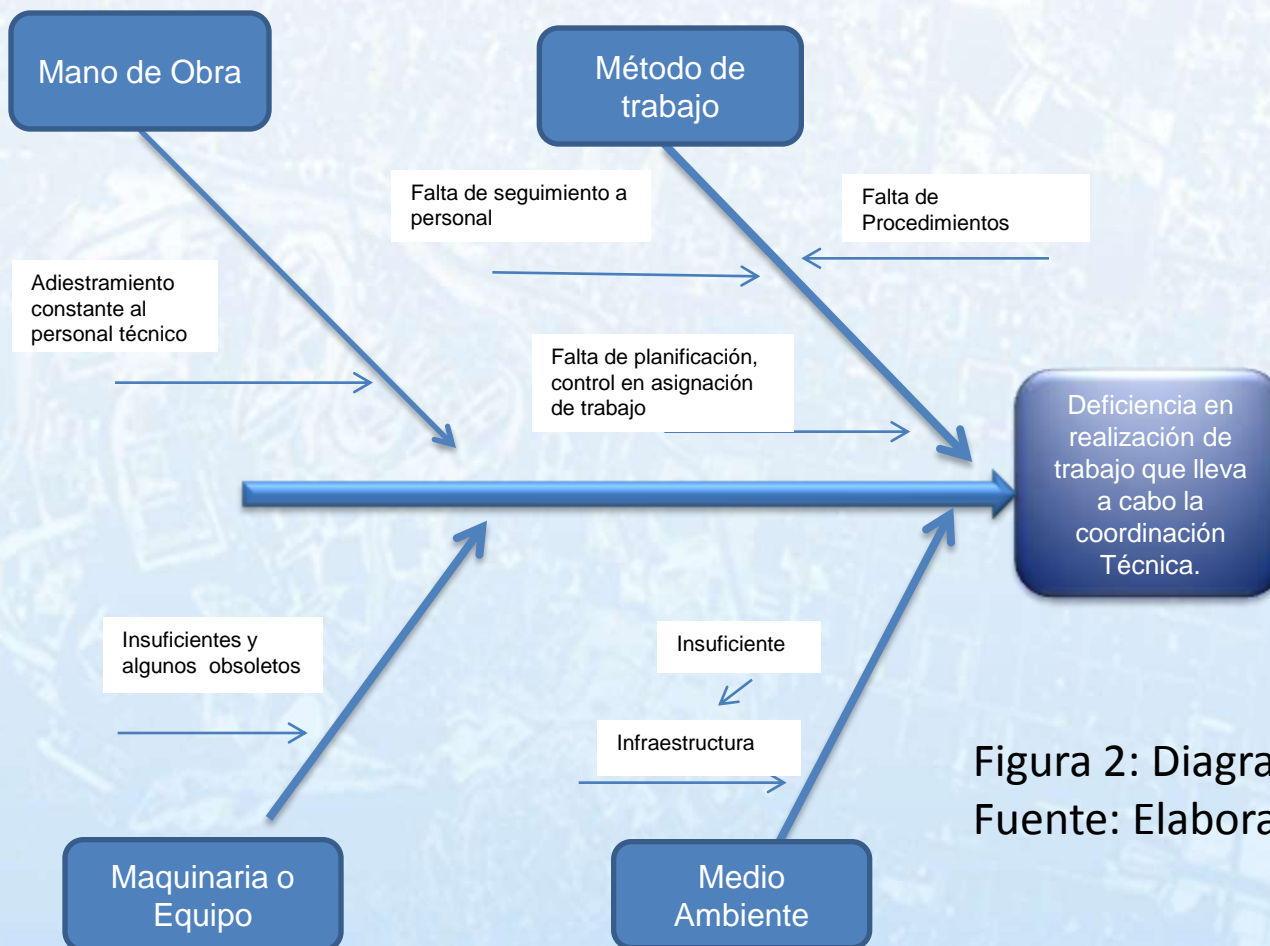 Mano de Obra
Método de
trabajo
Falta de seguimiento a
personal
Falta de
Procedimientos
Adiestramiento
constante al
personal técnico
Falta de planificación,
control en asignación
de trabajo
Deficiencia en
realización de
trabajo que lleva
a cabo la
coordinación
Técnica.
Insuficientes y
algunos obsoletos
Insuficiente
Infraestructura
Figura 2: Diagra
Fuente: Elabora
Maquinaria o
Equipo
Medio
Ambiente